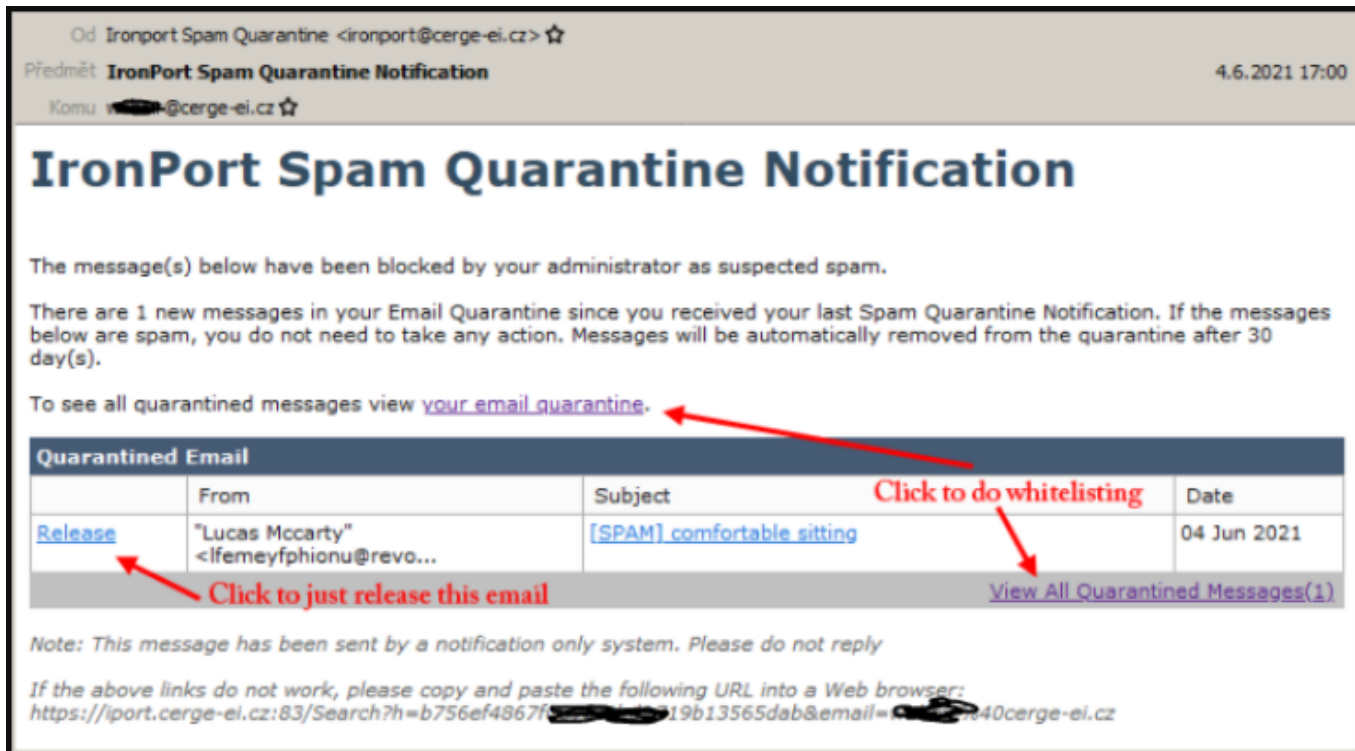 Od Ironport Spam Quarantine <ironport@cerge-ei.cz>
Předmět IronPort Spam Quarantine Notification 4.6.2021 17:00
Komu @cerge-ei.cz
IronPort Spam Quarantine Notification
The message(s) below have been blocked by your administrator as suspected spam.
There are 1 new messages in your Email Quarantine since you received your last Spam Quarantine Notification. If the messages
below are spam, you do not need to take any action. Messages will be automatically removed from the quarantine after 30
day(s).
To see all quarantined messages view your email quarantine.
Quarantined Email
Click to do whitelisting
From Subject Date
Release "Lucas Mccarty" [SPAM] comfortable sitting 04 Jun 2021
<lfemeyfphionu@revo...
Click to just release this email
View All Quarantined Messages(1)
Note: This message has been sent by a notification only system. Please do not reply
If the above links do not work, please copy and paste the following URL into a Web browser:
https://iport.cerge-ei.cz:83/Search?h=b756ef4867f 719b13565dab&email= %40cerge-ei.cz